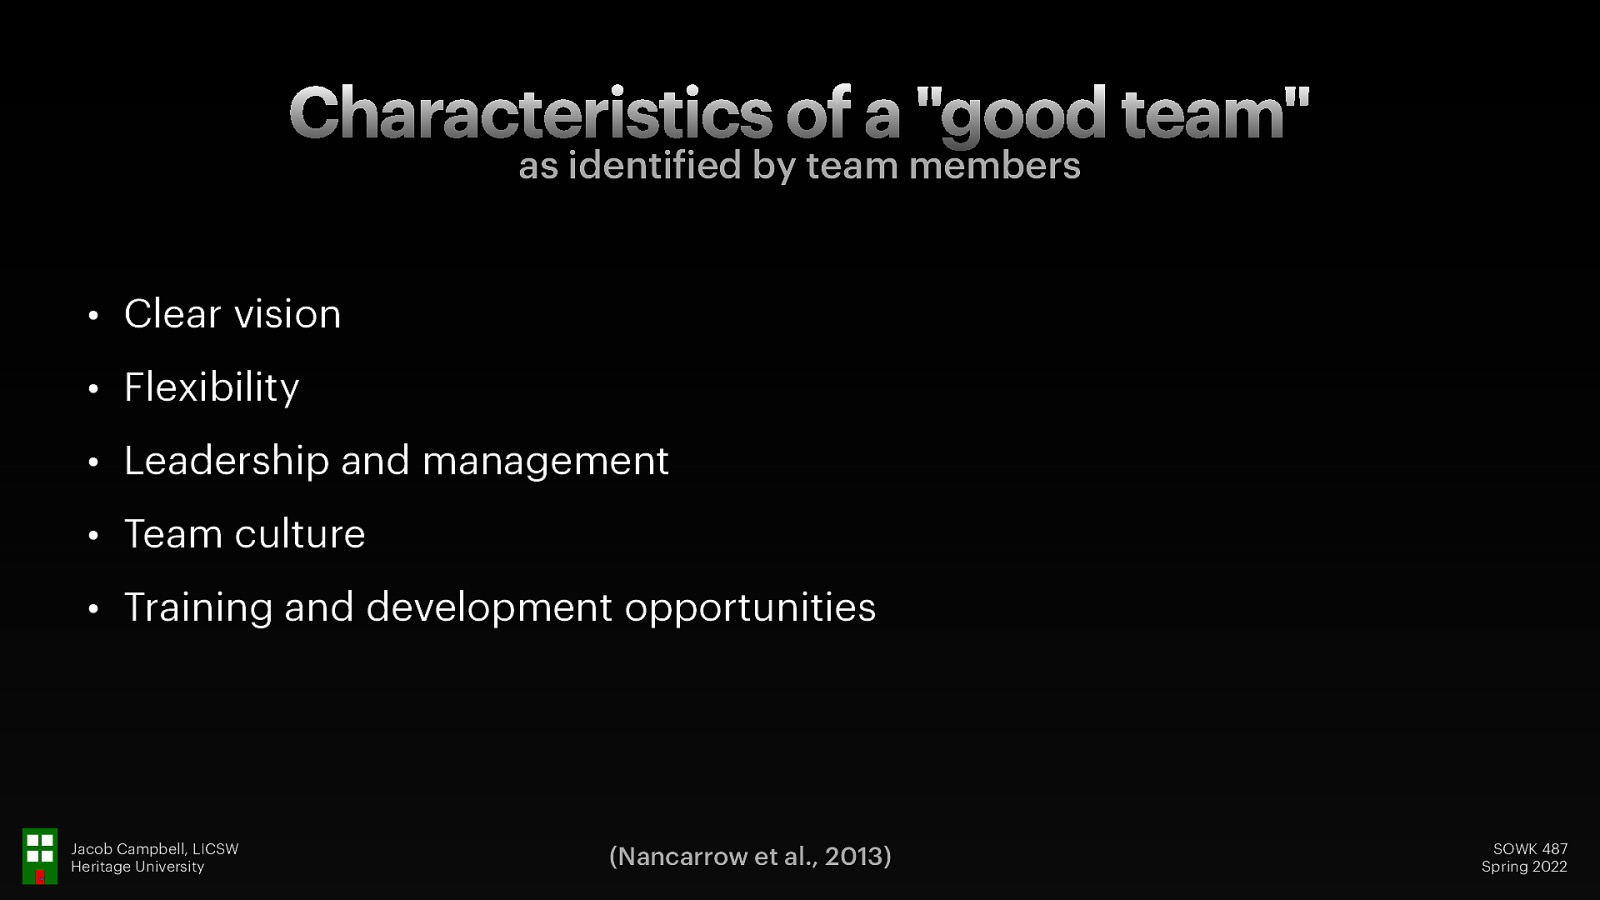 Characteristics of a "good team"
as identified by team members
• Clear vision
• Flexibility
• Leadership and management
• Team culture
• Training and development opportunities
Jacob Campbell, LICSW
Heritage University
(Nancarrow et al., 2013)
SOWK 487
Spring 2022